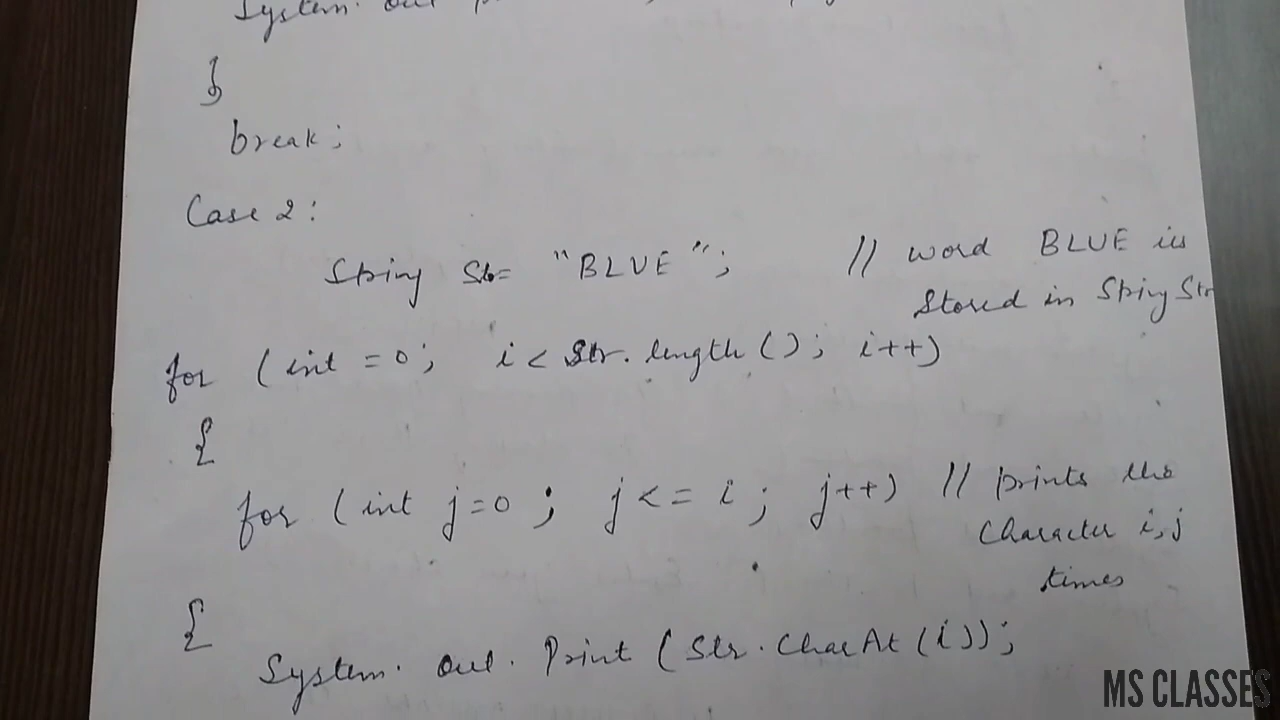 System. out
}
break;
Case 2:
String St= "BLUE"; // word BLUE is
Stored in String Str
for (int =0; i< Str. length (); i++)
{
for (int j=0; j<= i; j++) // prints the
Character i,j
times
{
System. out. Print (Str. CharAt (i));
MS CLASSES